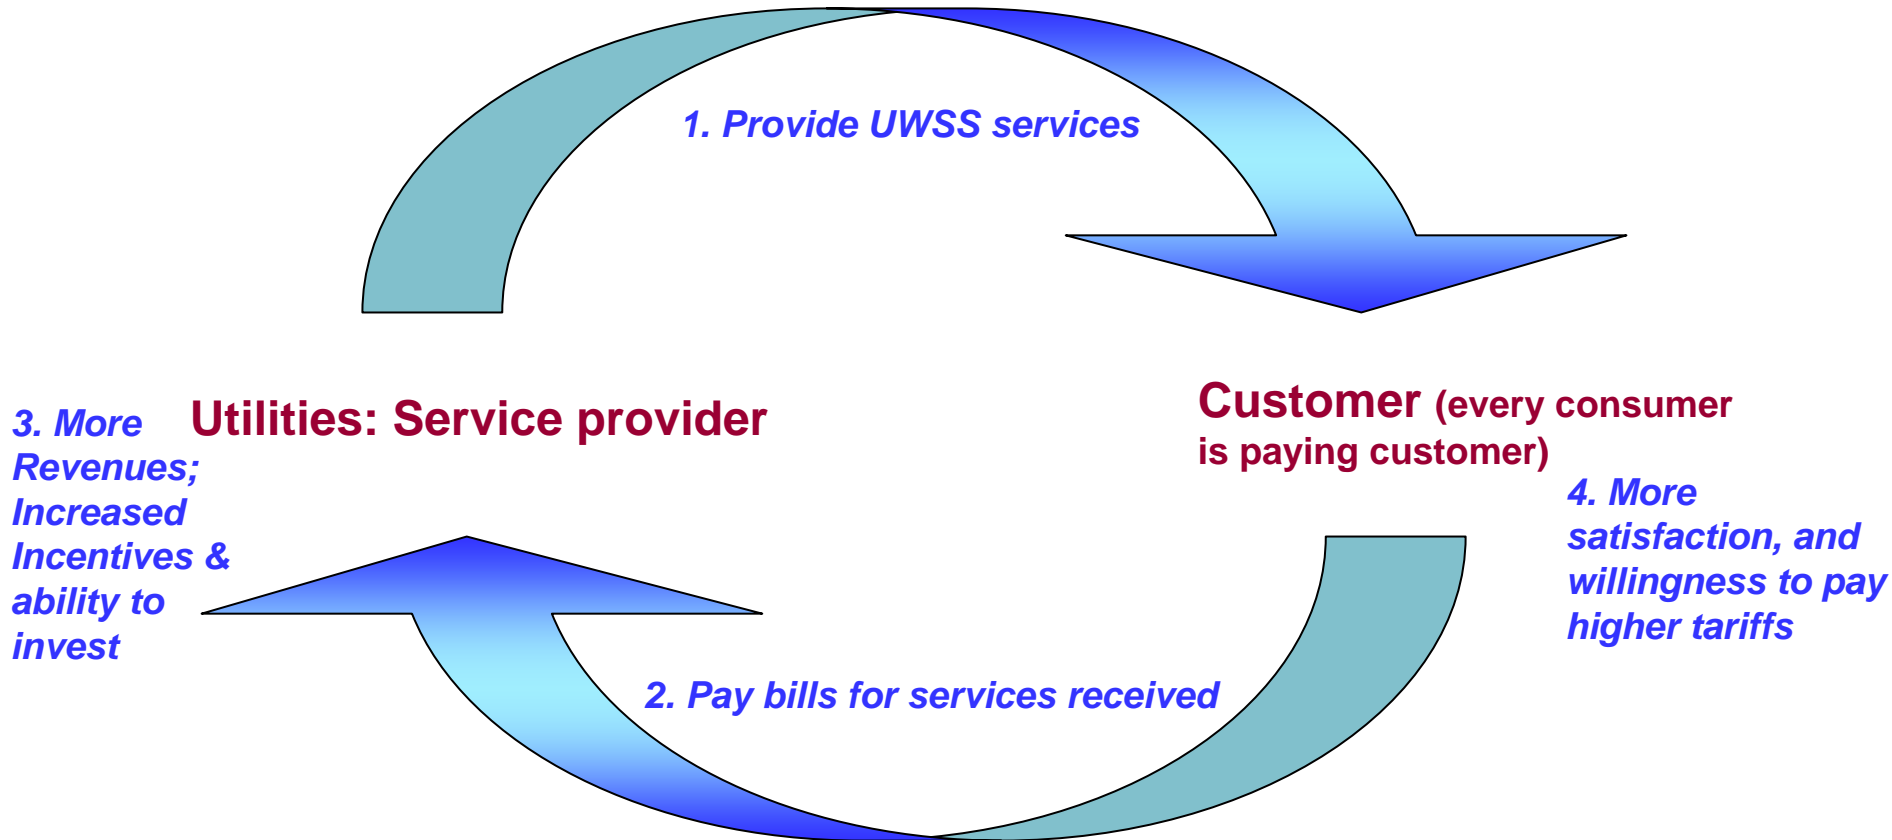 1. Provide UWSS services
Utilities: Service provider
3. More
Revenues;
Increased
Incentives &
ability to
invest
Customer (every consumer
is paying customer)
4. More
satisfaction, and
willingness to pay
higher tariffs
2. Pay bills for services received